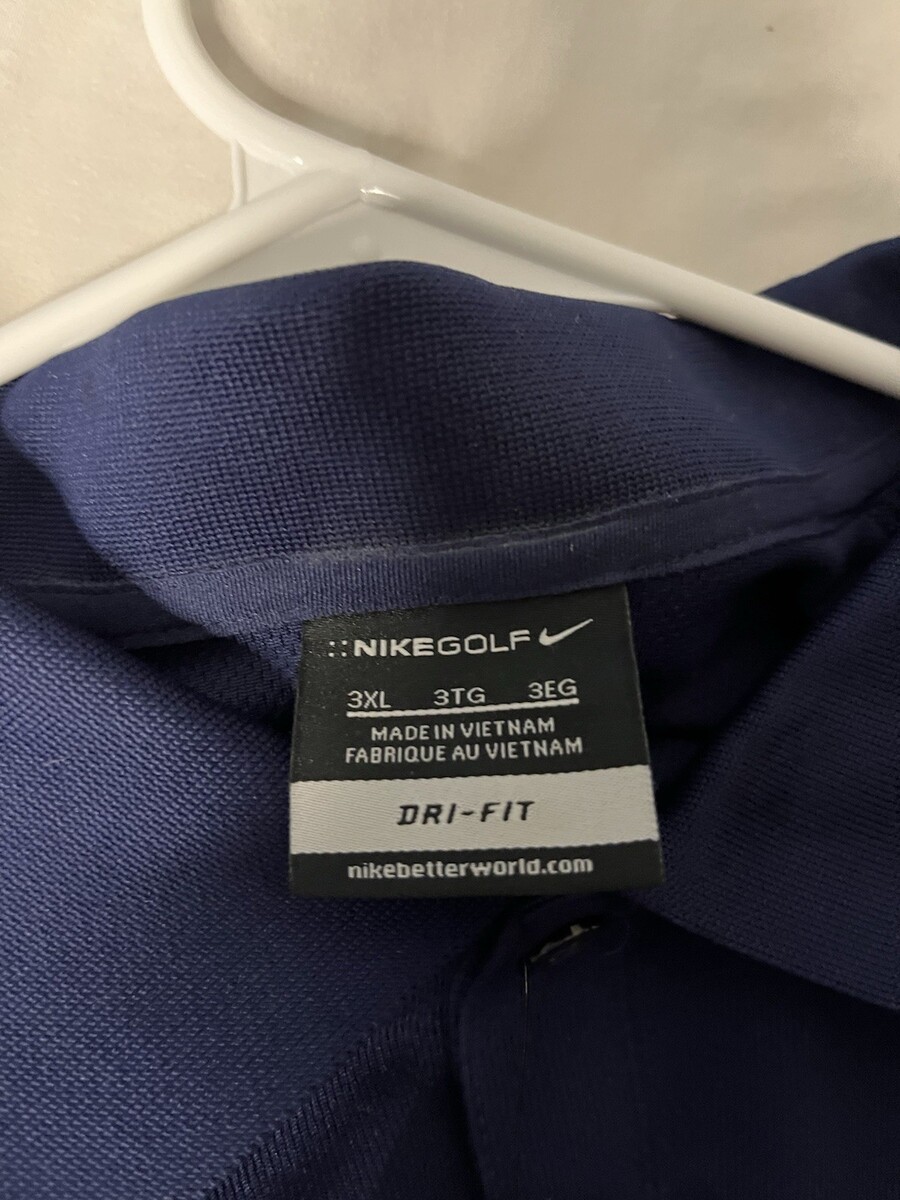 NIKEGOLF
3XL 3TG 3EG
MADE IN VIETNAM
FABRIQUE AU VIETNAM
DRI-FIT
nikebetterworld.com